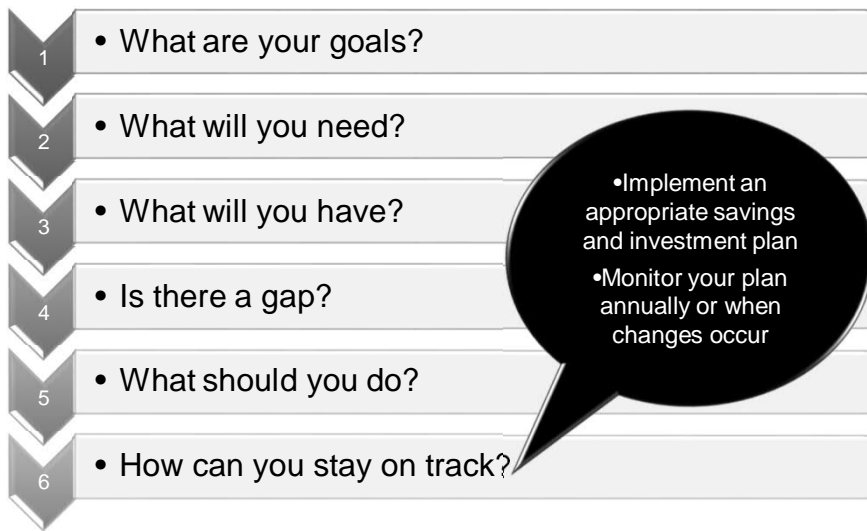 1
• What are your goals?
2
• What will you need?
3
• What will you have?
4
• Is there a gap?
5
• What should you do?
6
• How can you stay on track?
•Implement an
appropriate savings
and investment plan
•Monitor your plan
annually or when
changes occur